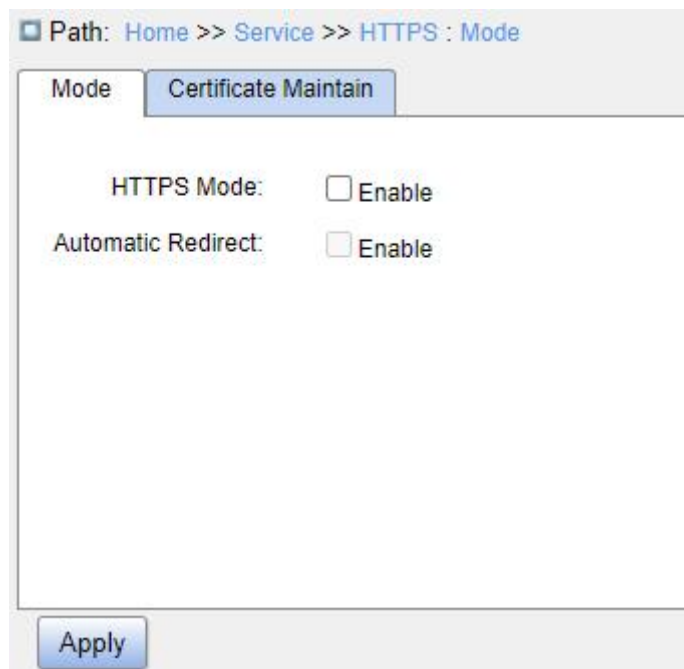 Path: Home >> Service >> HTTPS : Mode
Mode Certificate Maintain
HTTPS Mode: Enable
Automatic Redirect: Enable
Apply